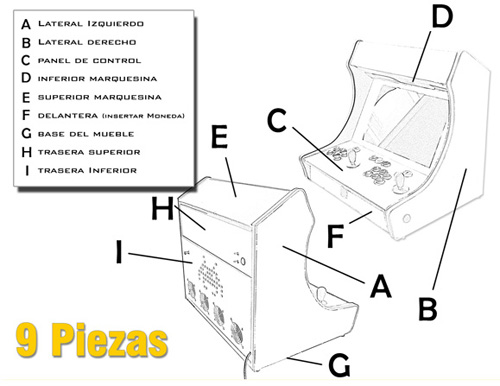 A LATERAL IZQUIERDO
B LATERAL DERECHO
C PANEL DE CONTROL
D INFERIOR MARQUESINA
E SUPERIOR MARQUESINA
F DELANTERA (INSERTAR MONEDA)
G BASE DEL MUEBLE
H TRASERA SUPERIOR
I TRASERA INFERIOR
D
C
E
H
F
I
A
B
G
9 Piezas